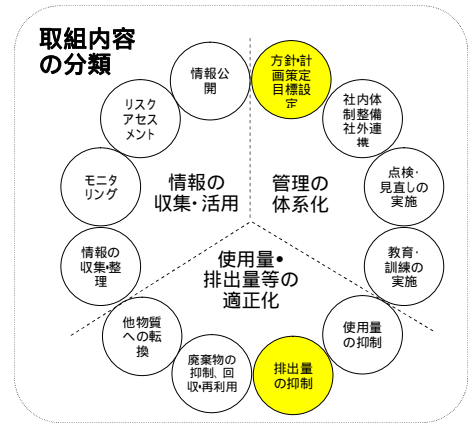 取組内容
の分類
情報公
開
方針・計
画策定
目標設
定
リスク
アセス
メント
社内体
制整備
社外連
携
モニタ
リング
情報の
収集・活用
管理の
体系化
点検・
見直しの
実施
情報の
収集・整
理
使用量・
排出量等の
適正化
教育・
訓練の
実施
他物質
への転
換
使用量
の抑制
廃棄物の
抑制、回
収・再利用
排出量
の抑制